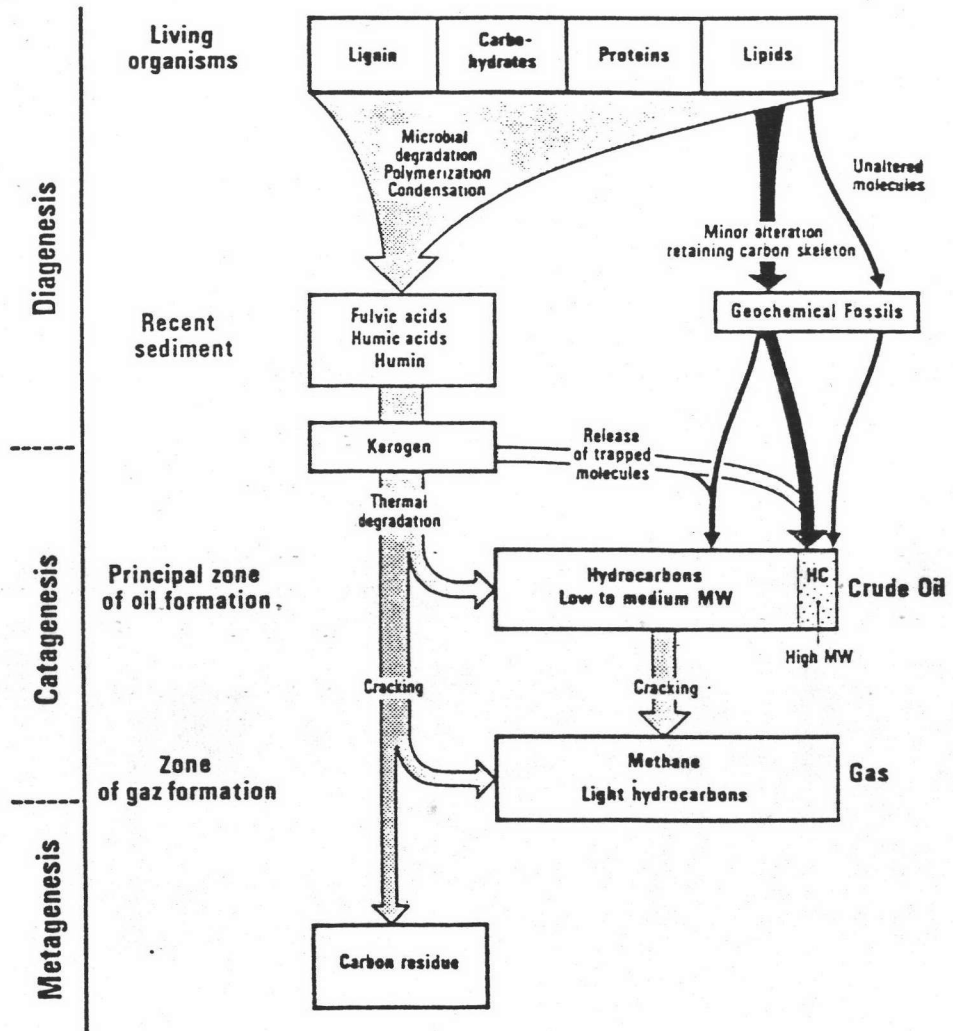 Living
organisms
Lignin
Carbo-
hydrates
Proteins
Lipids
Microbial
degradation
Polymerization
Condensation
Unaltered
molecules
Minor alteration
retaining carbon skeleton
Diagenesis
Recent
sediment
Fulvic acids
Humic acids
Humin
Geochemical Fossils
Kerogen
Release
of trapped
molecules
Thermal
degradation
Catagenesis
Principal zone
of oil formation
Hydrocarbons
Low to medium MW
HC
Crude Oil
High MW
Cracking
Cracking
Zone
of gaz formation
Methane
Light hydrocarbons
Gas
Metagenesis
Carbon residue